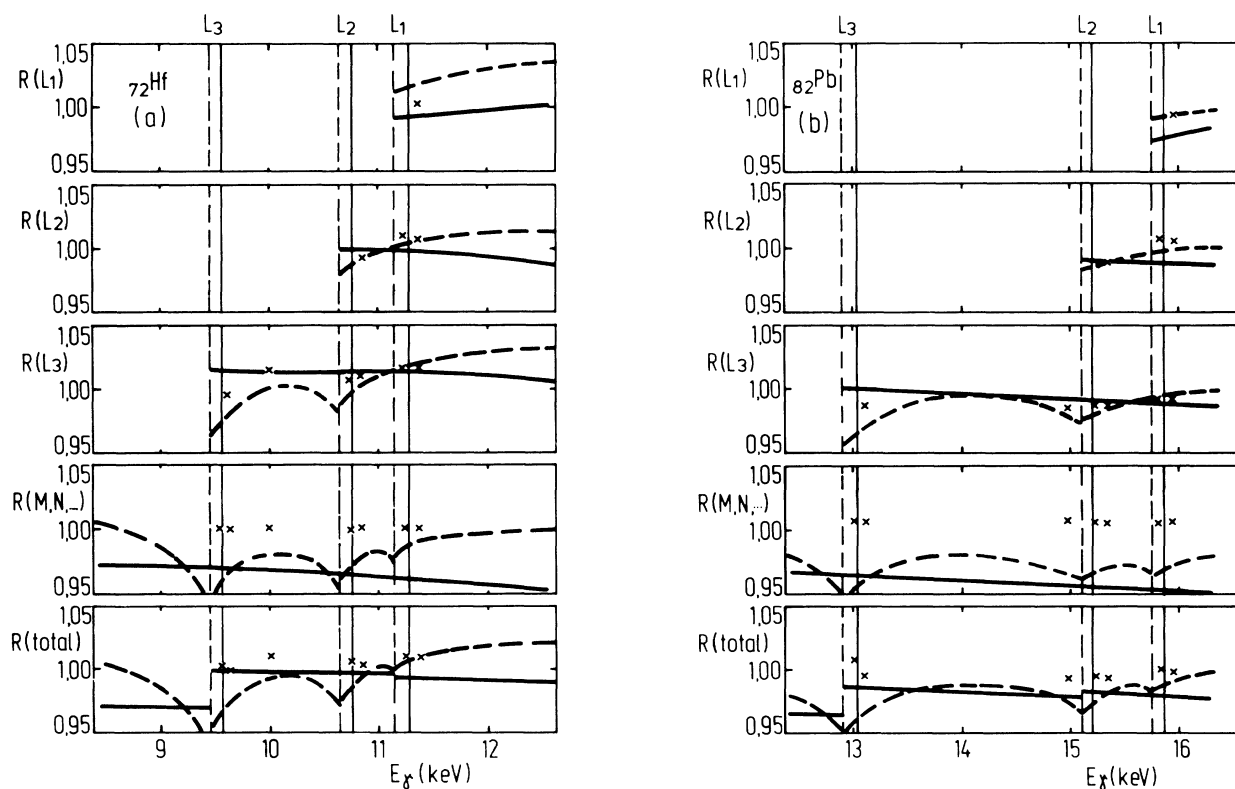 L3 L2 L1
1,05
R(L1)
1,00
0,95
72Hf
(a)
1,05
R(L2)
1,00
0,95
1,05
R(L3)
1,00
0,95
1,05
R(M,N,...)
1,00
0,95
1,05
R(total)
1,00
0,95
9 10 11 12
Eγ(keV)
L3 L2 L1
1,05
R(L1)
1,00
0,95
82Pb
(b)
1,05
R(L2)
1,00
0,95
1,05
R(L3)
1,00
0,95
1,05
R(M,N,...)
1,00
0,95
1,05
R(total)
1,00
0,95
13 14 15 16
Eγ(keV)